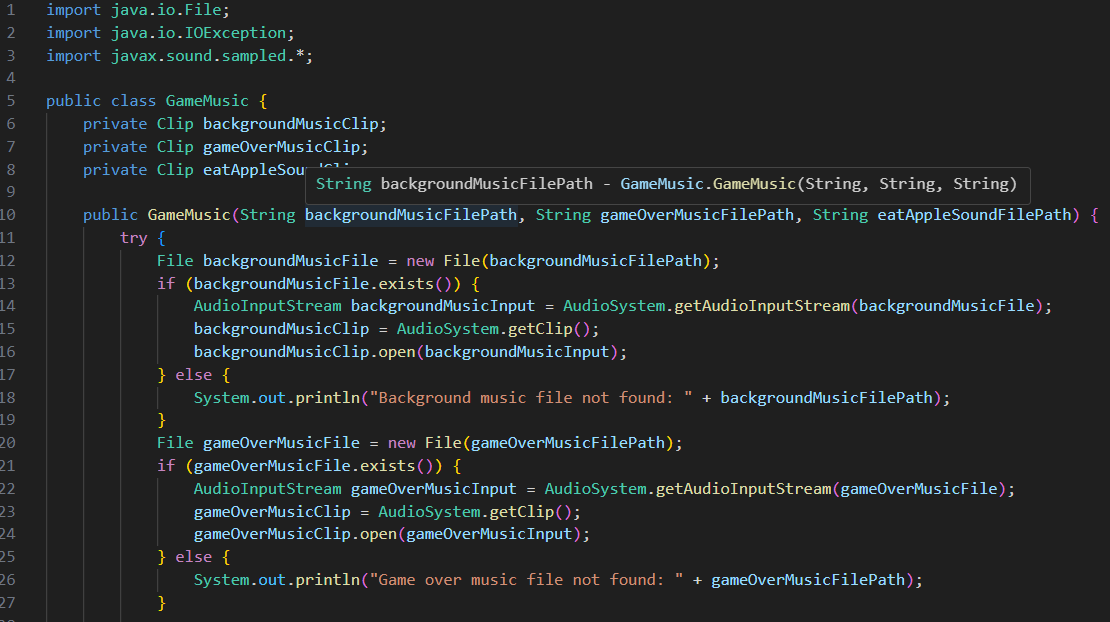 1 import java.io.File;
2 import java.io.IOException;
3 import javax.sound.sampled.*;
4
5 public class GameMusic {
6 private Clip backgroundMusicClip;
7 private Clip gameOverMusicClip;
8 private Clip eatAppleSou
String backgroundMusicFilePath - GameMusic.GameMusic(String, String, String)
9
10 public GameMusic(String backgroundMusicFilePath, String gameOverMusicFilePath, String eatAppleSoundFilePath) {
11 try {
12 File backgroundMusicFile = new File(backgroundMusicFilePath);
13 if (backgroundMusicFile.exists()) {
14 AudioInputStream backgroundMusicInput = AudioSystem.getAudioInputStream(backgroundMusicFile);
15 backgroundMusicClip = AudioSystem.getClip();
16 backgroundMusicClip.open(backgroundMusicInput);
17 } else {
18 System.out.println("Background music file not found: " + backgroundMusicFilePath);
19 }
20 File gameOverMusicFile = new File(gameOverMusicFilePath);
21 if (gameOverMusicFile.exists()) {
22 AudioInputStream gameOverMusicInput = AudioSystem.getAudioInputStream(gameOverMusicFile);
23 gameOverMusicClip = AudioSystem.getClip();
24 gameOverMusicClip.open(gameOverMusicInput);
25 } else {
26 System.out.println("Game over music file not found: " + gameOverMusicFilePath);
27 }